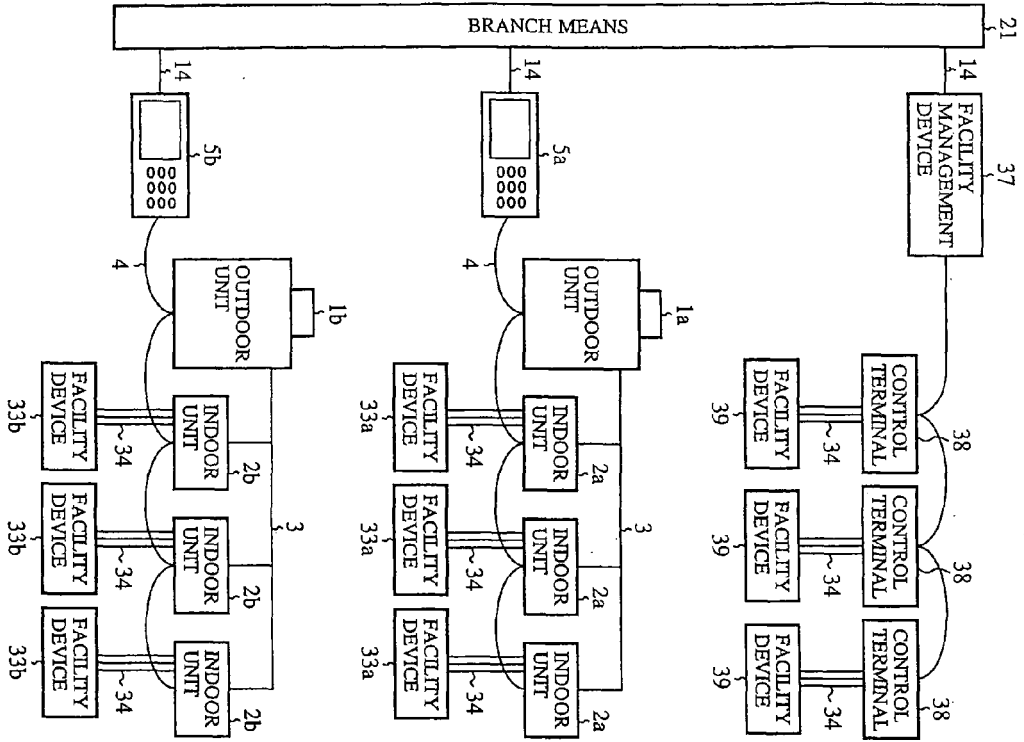 BRANCH MEANS
21
14
14
14
FACILITY
MANAGEMENT
DEVICE
37
5a
5b
4
4
OUTDOOR
UNIT
1a
OUTDOOR
UNIT
1b
3
3
CONTROL
TERMINAL
38
CONTROL
TERMINAL
38
CONTROL
TERMINAL
38
34
34
34
FACILITY
DEVICE
39
FACILITY
DEVICE
39
FACILITY
DEVICE
39
INDOOR
UNIT
2a
INDOOR
UNIT
2a
INDOOR
UNIT
2a
34
34
34
FACILITY
DEVICE
33a
FACILITY
DEVICE
33a
FACILITY
DEVICE
33a
INDOOR
UNIT
2b
INDOOR
UNIT
2b
INDOOR
UNIT
2b
34
34
34
FACILITY
DEVICE
33b
FACILITY
DEVICE
33b
FACILITY
DEVICE
33b